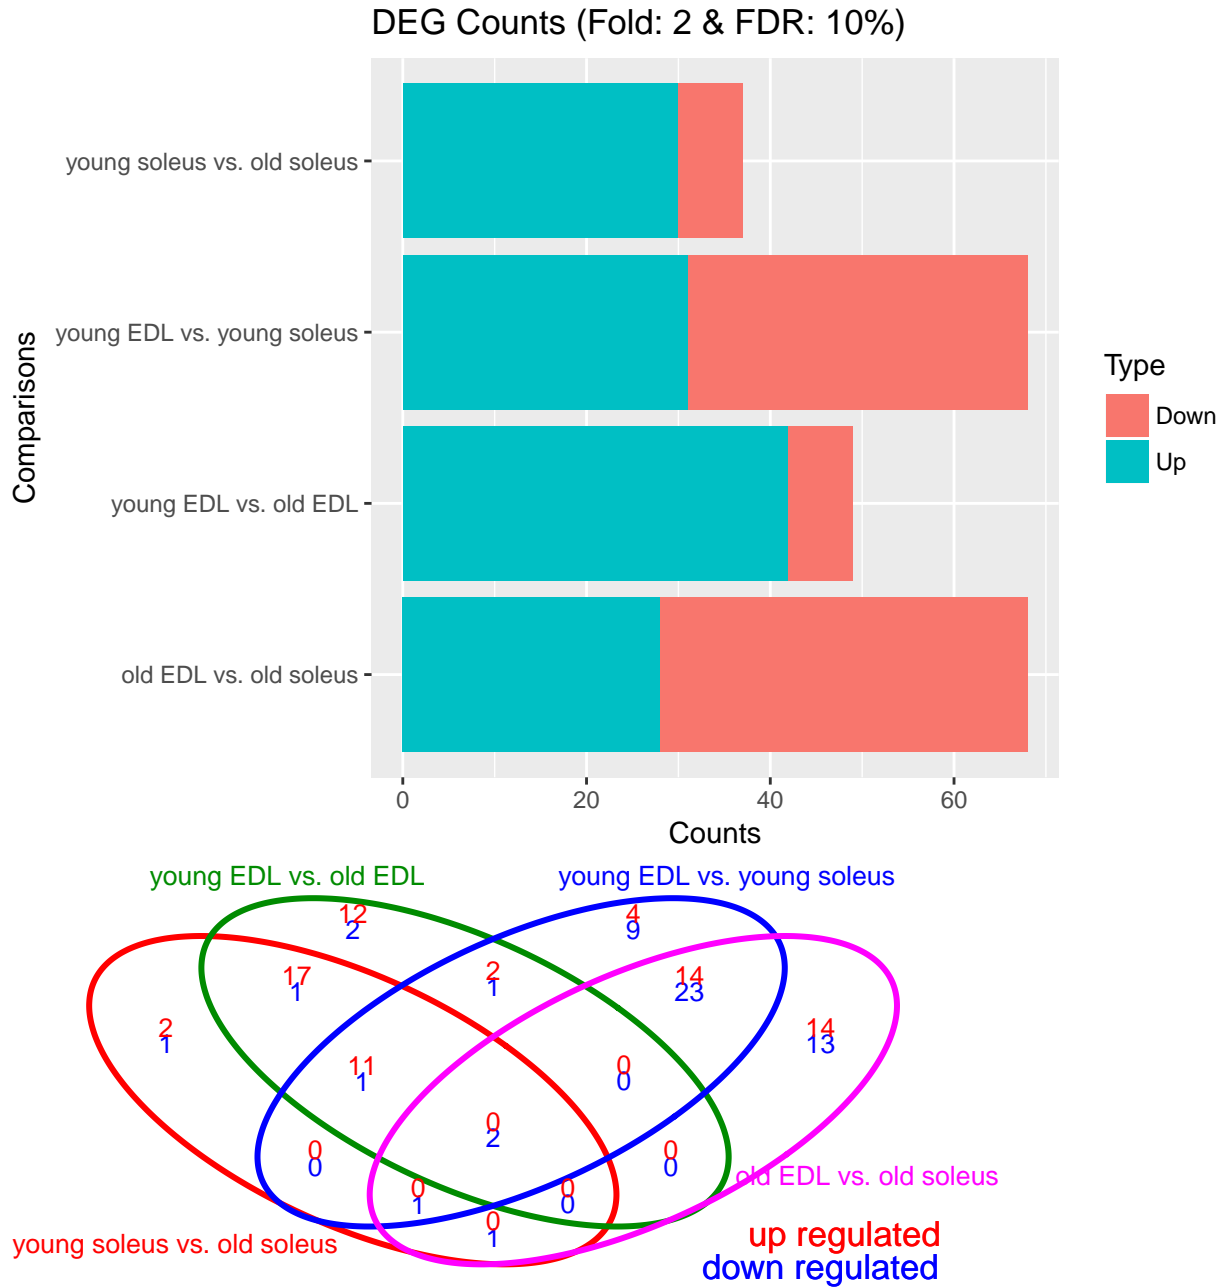 DEG Counts (Fold: 2 & FDR: 10%)
young soleus vs. old soleus
young EDL vs. young soleus
young EDL vs. old EDL
old EDL vs. old soleus
Comparisons
0 20 40 60
Counts
Type
Down
Up
young EDL vs. old EDL
young EDL vs. young soleus
12 4
2 9
17 2 14
1 1 23
2 14
1 13
11 0
1 0
0
2
0 0
0 0
0 0
1 0
0
1
old EDL vs. old soleus
young soleus vs. old soleus
up regulated
down regulated